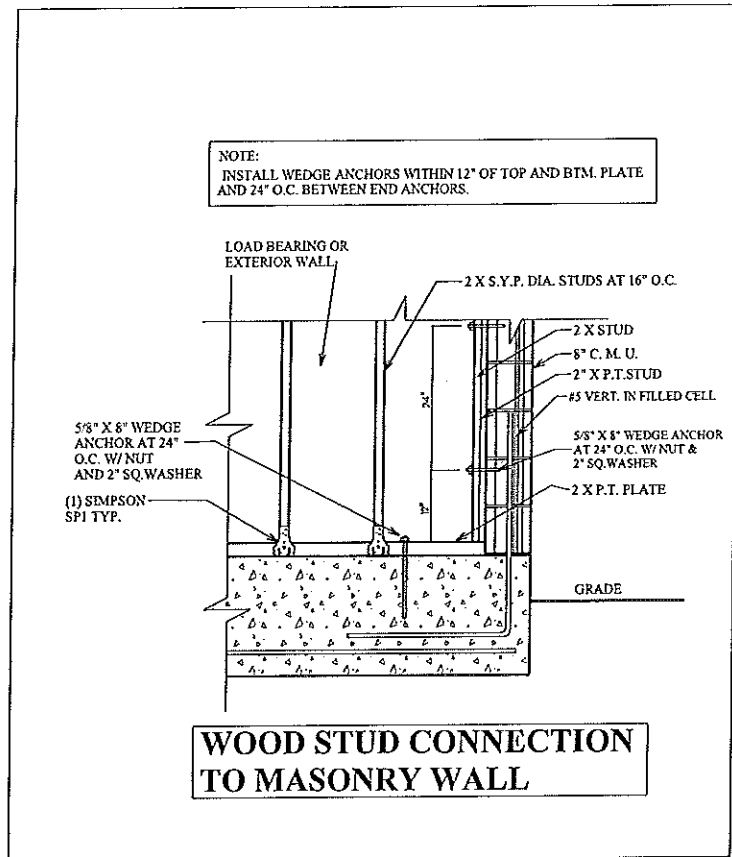 NOTE:
INSTALL WEDGE ANCHORS WITHIN 12" OF TOP AND BTM. PLATE
AND 24" O.C. BETWEEN END ANCHORS.
LOAD BEARING OR
EXTERIOR WALL
2 X S.Y.P. DIA. STUDS AT 16" O.C.
2 X STUD
8" C. M. U.
2" X P.T.STUD
#5 VERT. IN FILLED CELL
24"
5/8" X 8" WEDGE
ANCHOR AT 24"
O.C. W/ NUT
AND 2" SQ.WASHER
5/8" X 8" WEDGE ANCHOR
AT 24" O.C. W/ NUT &
2" SQ.WASHER
12"
(1) SIMPSON
SP1 TYP.
2 X P.T. PLATE
GRADE
WOOD STUD CONNECTION
TO MASONRY WALL